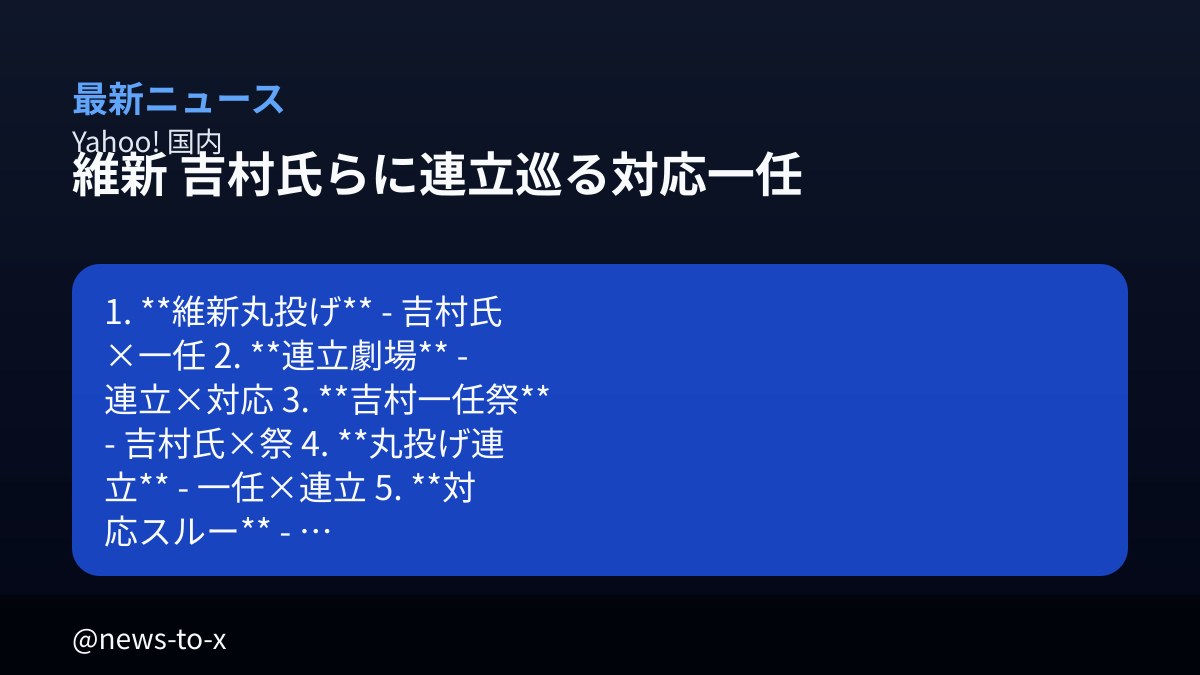 最新ニュース
Yahoo! 国内
維新 吉村氏らに連立巡る対応一任
1. **維新丸投げ** - 吉村氏
×一任 2. **連立劇場** -
連立×対応 3. **吉村一任祭**
- 吉村氏×祭 4. **丸投げ連
立** - 一任×連立 5. **対
応スルー** - …
@news-to-x